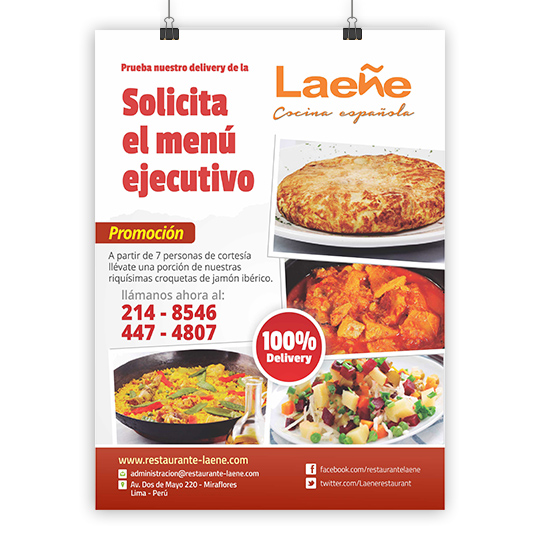 Prueba nuestro delivery de la
Laeñe
Cocina española
Solicita
el menú
ejecutivo
Promoción
A partir de 7 personas de cortesía
llévate una porción de nuestras
riquísimas croquetas de jamón ibérico.
llámanos ahora al:
214 - 8546
447 - 4807
100%
Delivery
www.restaurante-laene.com
administracion@restaurante-laene.com
Av. Dos de Mayo 220 - Miraflores
Lima - Perú
facebook.com/restaurantelaene
twitter.com/Laenerestaurant